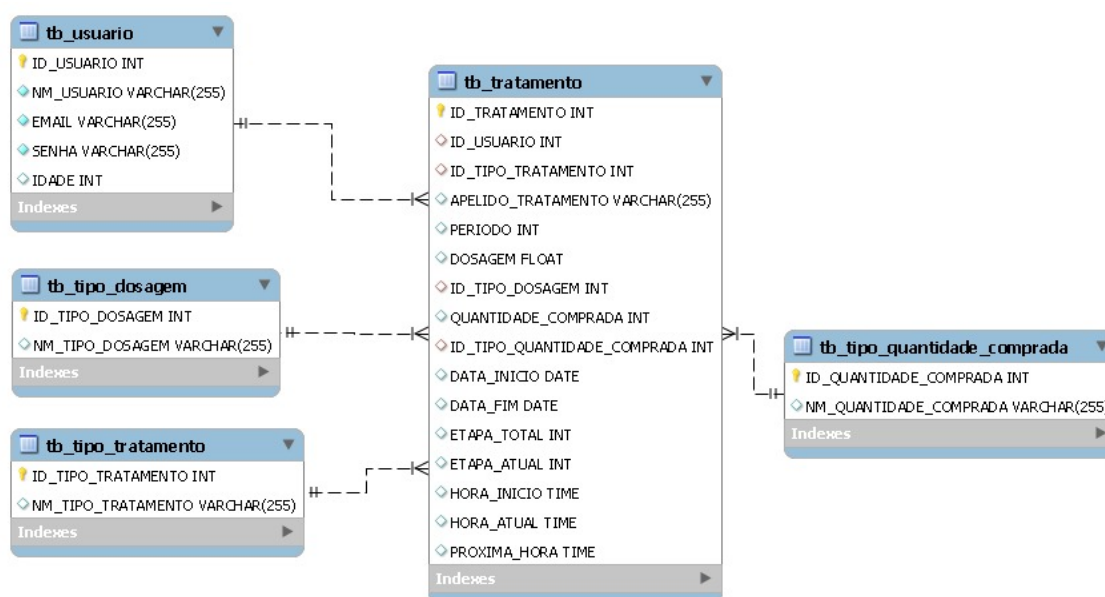 tb_usuario
ID_USUARIO INT
NM_USUARIO VARCHAR(255)
EMAIL VARCHAR(255)
SENHA VARCHAR(255)
IDADE INT
Indexes
tb_tipo_dosagem
ID_TIPO_DOSAGEM INT
NM_TIPO_DOSAGEM VARCHAR(255)
Indexes
tb_tipo_tratamento
ID_TIPO_TRATAMENTO INT
NM_TIPO_TRATAMENTO VARCHAR(255)
Indexes
tb_tratamento
ID_TRATAMENTO INT
ID_USUARIO INT
ID_TIPO_TRATAMENTO INT
APELIDO_TRATAMENTO VARCHAR(255)
PERIODO INT
DOSAGEM FLOAT
ID_TIPO_DOSAGEM INT
QUANTIDADE_COMPRADA INT
ID_TIPO_QUANTIDADE_COMPRADA INT
DATA_INICIO DATE
DATA_FIM DATE
ETAPA_TOTAL INT
ETAPA_ATUAL INT
HORA_INICIO TIME
HORA_ATUAL TIME
PROXIMA_HORA TIME
Indexes
tb_tipo_quantidade_comprada
ID_QUANTIDADE_COMPRADA INT
NM_QUANTIDADE_COMPRADA VARCHAR(255)
Indexes